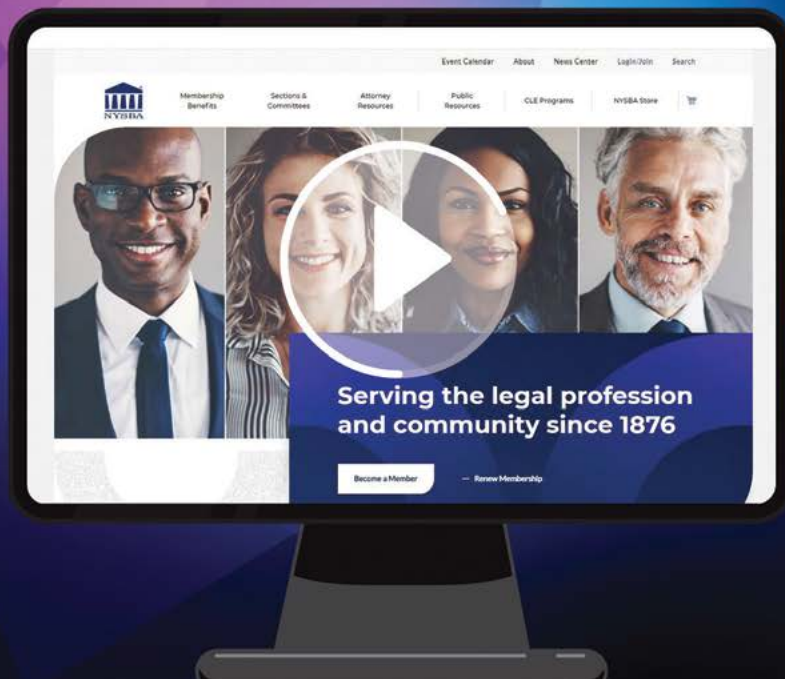 Event Calendar About News Center Login/Join Search
NYSBA
Membership Benefits
Sections & Committees
Attorney Resources
Public Resources
CLE Programs
NYSBA Store
Serving the legal profession
and community since 1876
Become a Member — Renew Membership